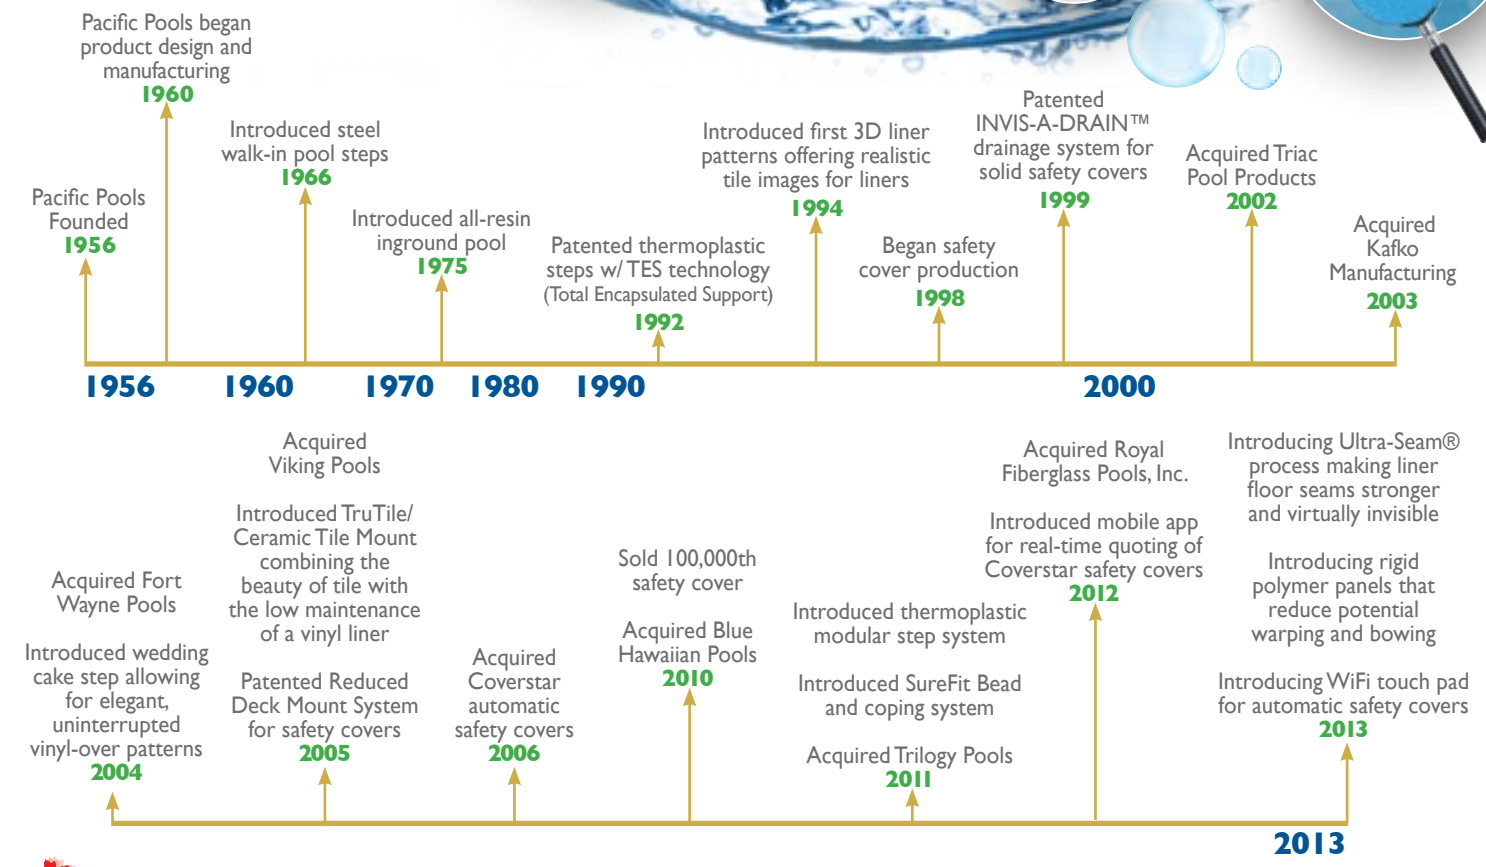 Pacific Pools began
product design and
manufacturing
1960
Introduced steel
walk-in pool steps
1966
Pacific Pools
Founded
1956
Introduced all-resin
inground pool
1975
Patented thermoplastic
steps w/ TES technology
(Total Encapsulated Support)
1992
Introduced first 3D liner
patterns offering realistic
tile images for liners
1994
Began safety
cover production
1998
Patented
INVIS-A-DRAIN™
drainage system for
solid safety covers
1999
Acquired Triac
Pool Products
2002
Acquired
Kafko
Manufacturing
2003
1956 1960 1970 1980 1990 2000
Acquired Fort
Wayne Pools
Introduced wedding
cake step allowing
for elegant,
uninterrupted
vinyl-over patterns
2004
Acquired
Viking Pools
Introduced TruTile/
Ceramic Tile Mount
combining the
beauty of tile with
the low maintenance
of a vinyl liner
Patented Reduced
Deck Mount System
for safety covers
2005
Acquired
Coverstar
automatic
safety covers
2006
Sold 100,000th
safety cover
Acquired Blue
Hawaiian Pools
2010
Introduced thermoplastic
modular step system
Introduced SureFit Bead
and coping system
Acquired Trilogy Pools
2011
Acquired Royal
Fiberglass Pools, Inc.
Introduced mobile app
for real-time quoting of
Coverstar safety covers
2012
Introducing Ultra-Seam®
process making liner
floor seams stronger
and virtually invisible
Introducing rigid
polymer panels that
reduce potential
warping and bowing
Introducing WiFi touch pad
for automatic safety covers
2013
2013